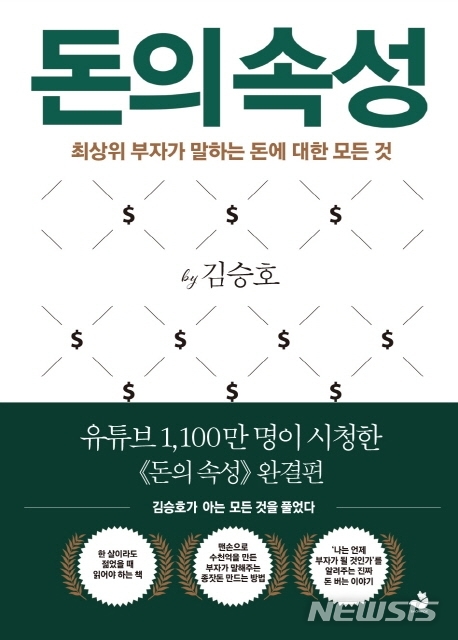 돈의 속성
최상위 부자가 말하는 돈에 대한 모든 것
$ $ $
by 김승호
$ $ $ $
$ $ $
유튜브 1,100만 명이 시청한
《돈의 속성》 완결편
김승호가 아는 모든 것을 풀었다
한 살이라도
젊었을 때
읽어야 하는 책
맨손으로
수천억을 만든
부자가 말해주는
종잣돈 만드는 방법
'나는 언제
부자가 될 것인가'를
알려주는 진짜
돈 버는 이야기
NEWSIS